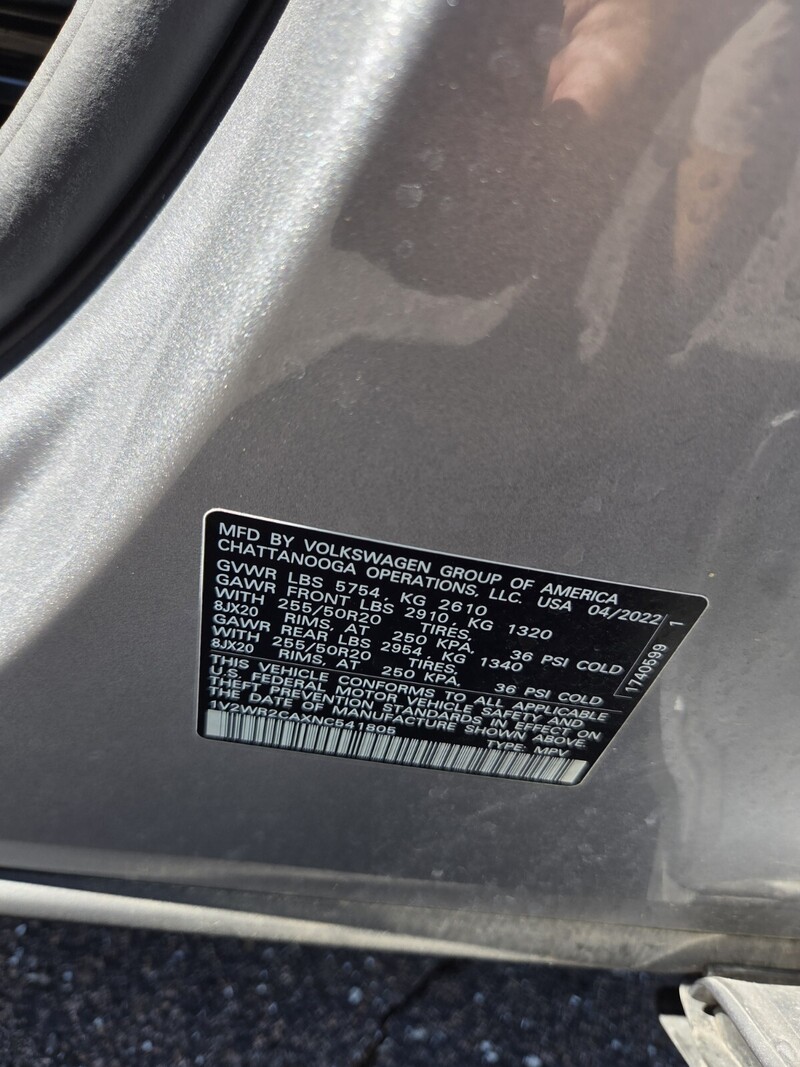 MFD BY VOLKSWAGEN GROUP OF AMERICA
CHATTANOOGA OPERATIONS, LLC. USA 04/2022
GVWR LBS 5754, KG 2610
GAWR FRONT LBS 2910, KG 1320
WITH 255/50R20 TIRES,
8JX20 RIMS, AT 250 KPA. 36 PSI COLD
GAWR REAR LBS 2954, KG 1340
WITH 255/50R20 TIRES,
8JX20 RIMS, AT 250 KPA. 36 PSI COLD
THIS VEHICLE CONFORMS TO ALL APPLICABLE
U.S. FEDERAL MOTOR VEHICLE SAFETY AND
THEFT PREVENTION STANDARDS IN EFFECT ON
THE DATE OF MANUFACTURE SHOWN ABOVE.
1V2WR2CAXNC541805 TYPE: MPV
1740599 1